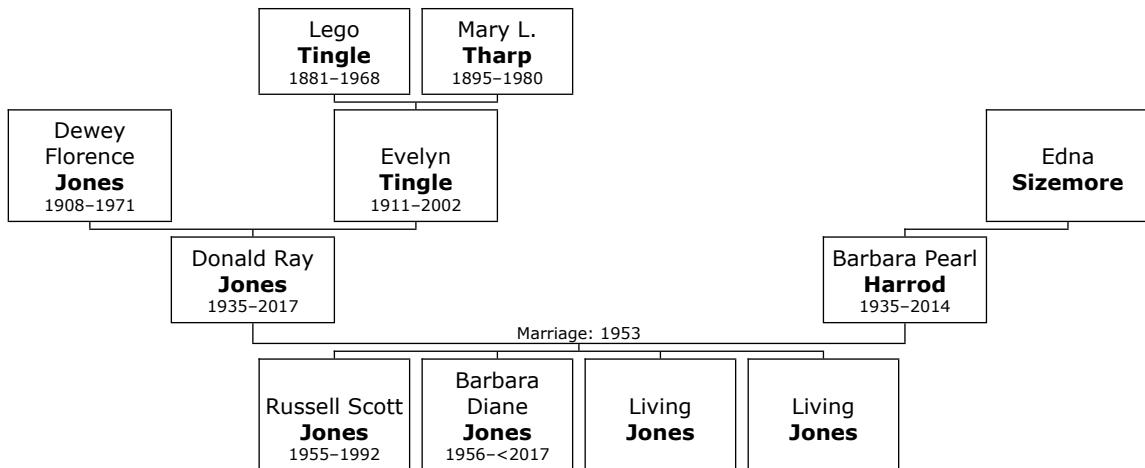 Lego
Tingle
1881–1968
Mary L.
Tharp
1895–1980
Dewey
Florence
Jones
1908–1971
Evelyn
Tingle
1911–2002
Edna
Sizemore
Donald Ray
Jones
1935–2017
Barbara Pearl
Harrod
1935–2014
Marriage: 1953
Russell Scott
Jones
1955–1992
Barbara
Diane
Jones
1956–<2017
Living
Jones
Living
Jones